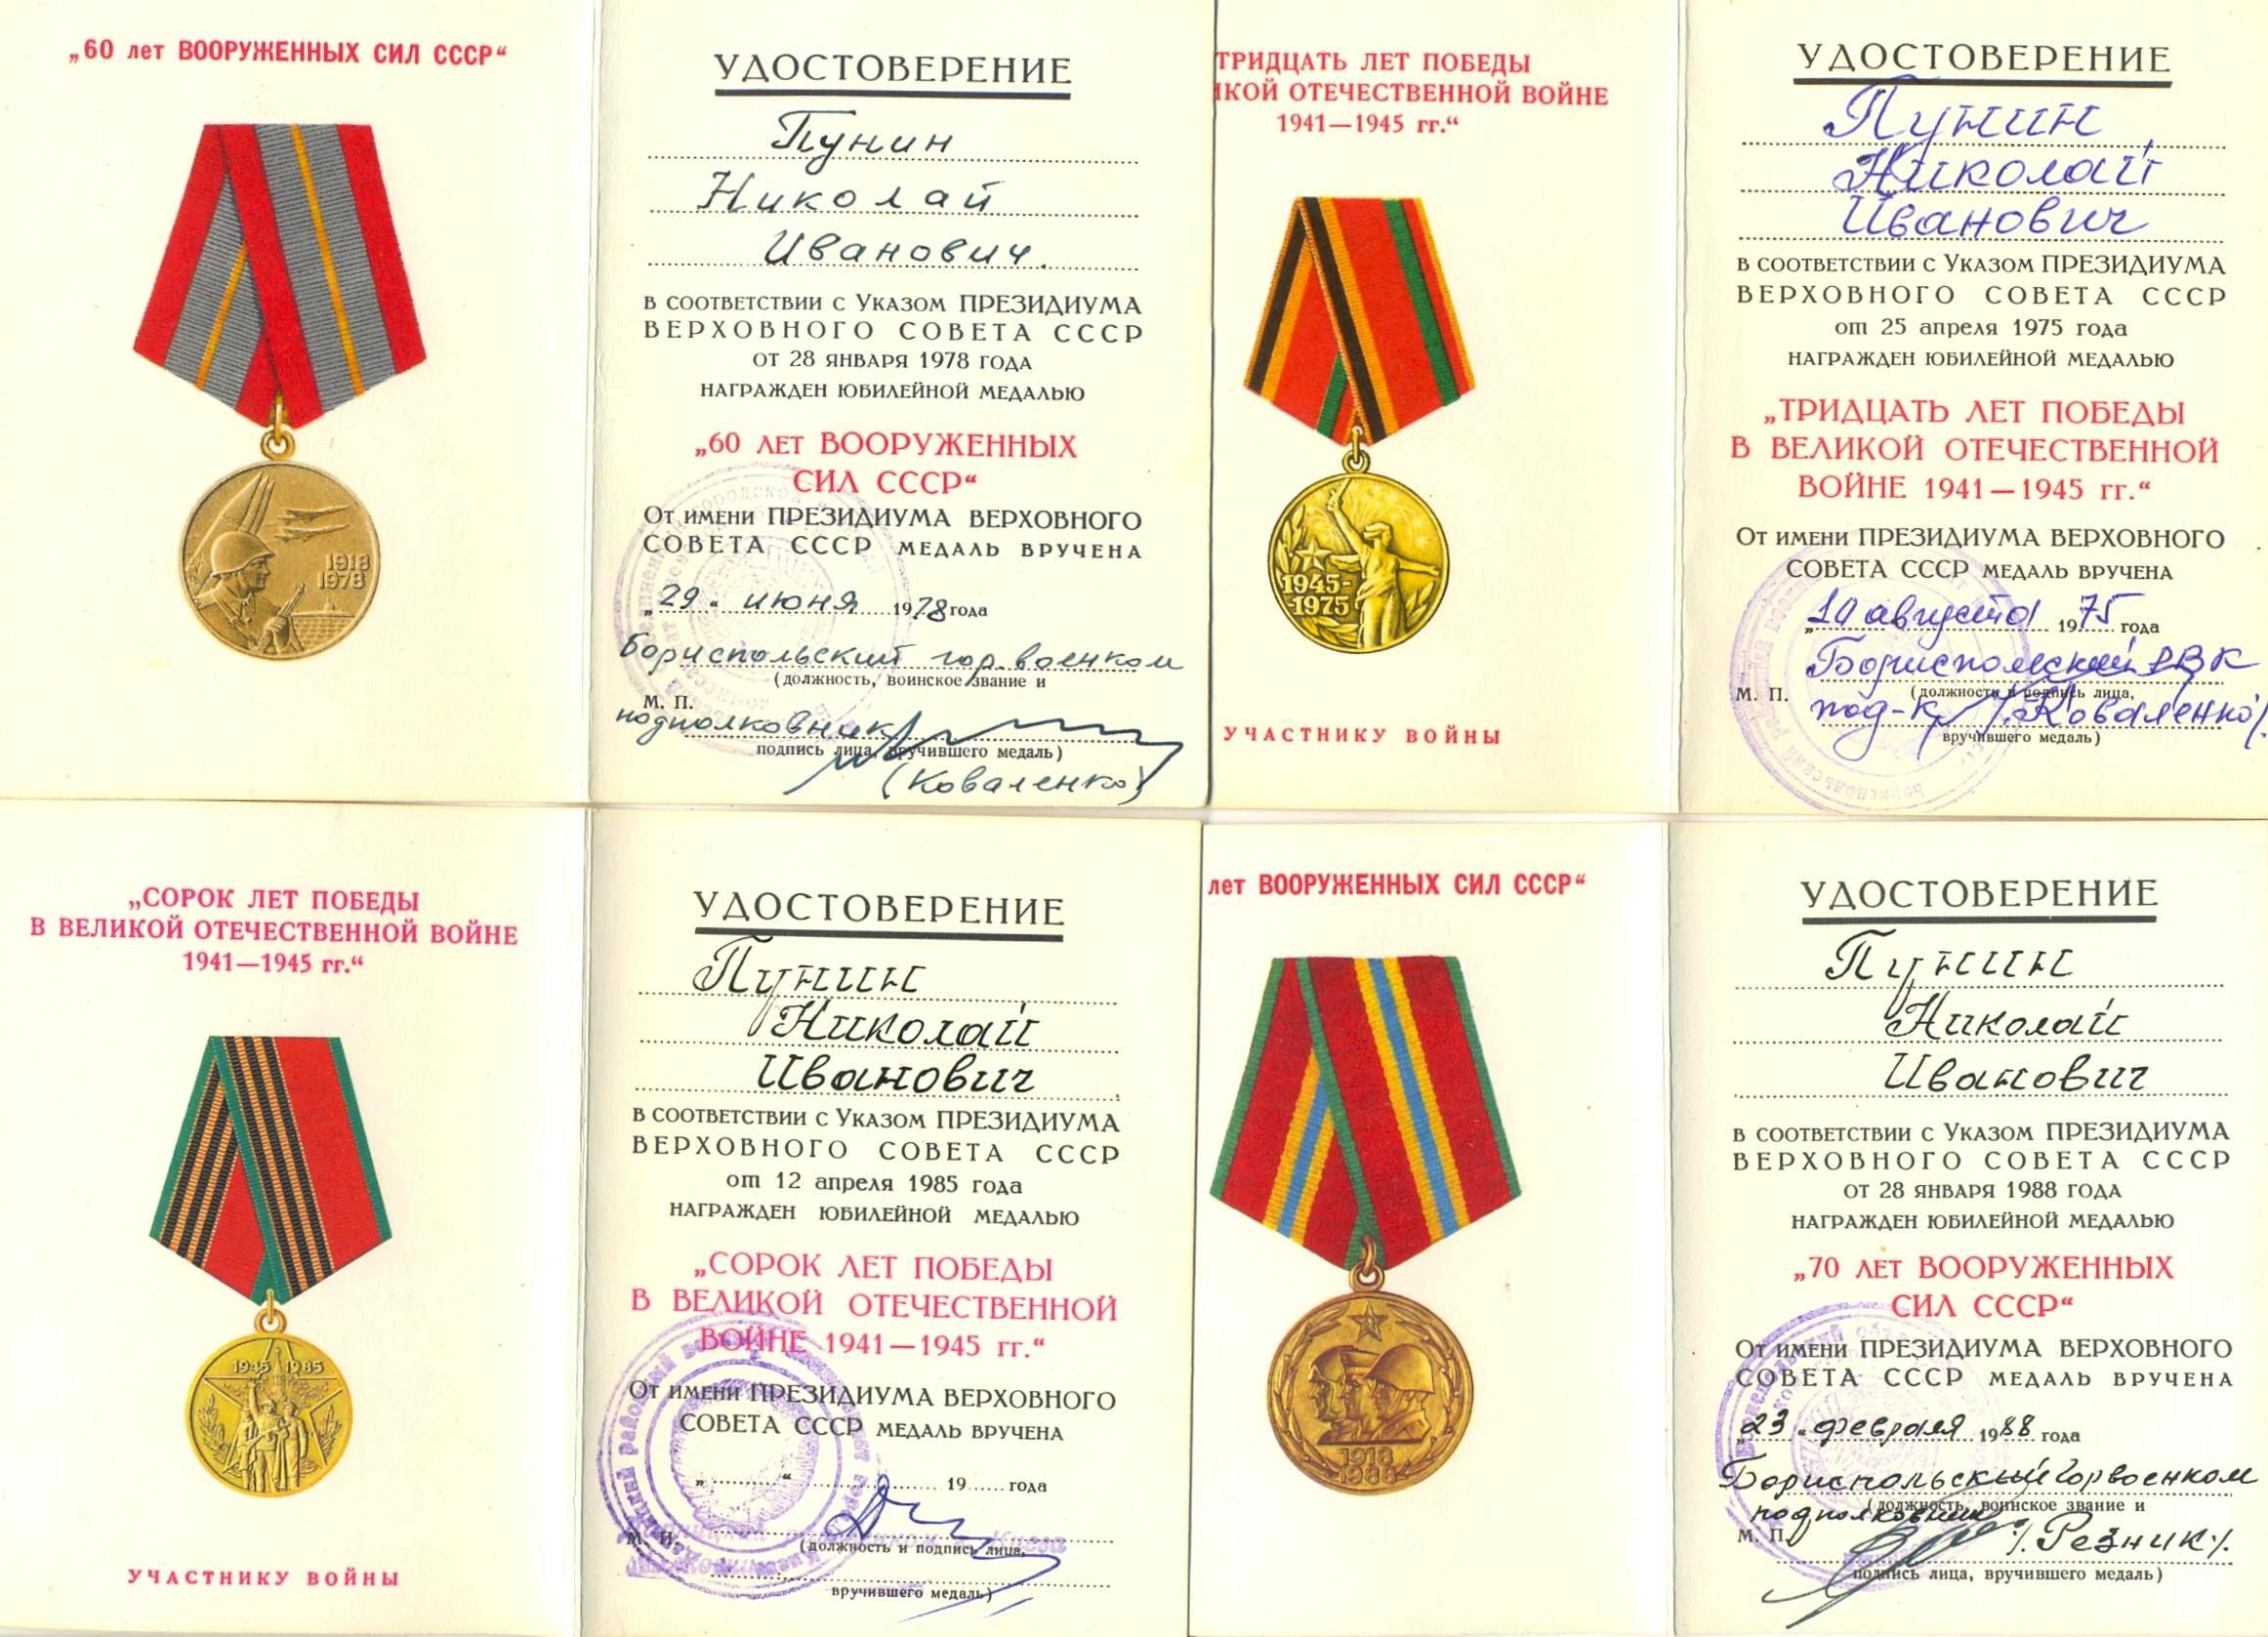 „60 лет ВООРУЖЕННЫХ СИЛ СССР“
1918
1978
УДОСТОВЕРЕНИЕ
Пунин
Николай
Иванович.
в соответствии с Указом ПРЕЗИДИУМА
ВЕРХОВНОГО СОВЕТА СССР
от 28 января 1978 года
награжден юбилейной медалью
„60 лет ВООРУЖЕННЫХ
СИЛ СССР“
От имени ПРЕЗИДИУМА ВЕРХОВНОГО
СОВЕТА СССР медаль вручена
„29“ июня 1978 года
Бориспольский гор.военком
(должность, воинское звание и
М. П.
подполковник
подпись лица, вручившего медаль)
(Коваленко)
ТРИДЦАТЬ ЛЕТ ПОБЕДЫ
ИКОЙ ОТЕЧЕСТВЕННОЙ ВОЙНЕ
1941—1945 гг.“
1945-
-1975
УЧАСТНИКУ ВОЙНЫ
УДОСТОВЕРЕНИЕ
Пунин
Николай
Иванович
в соответствии с Указом ПРЕЗИДИУМА
ВЕРХОВНОГО СОВЕТА СССР
от 25 апреля 1975 года
награжден юбилейной медалью
„ТРИДЦАТЬ ЛЕТ ПОБЕДЫ
В ВЕЛИКОЙ ОТЕЧЕСТВЕННОЙ
ВОЙНЕ 1941—1945 гг.“
От имени ПРЕЗИДИУМА ВЕРХОВНОГО
СОВЕТА СССР медаль вручена
августа 1975 года
Бориспольский РВК
М. П.
(должность и подпись лица,
под-к /Коваленко/
вручившего медаль)
„СОРОК ЛЕТ ПОБЕДЫ
В ВЕЛИКОЙ ОТЕЧЕСТВЕННОЙ ВОЙНЕ
1941—1945 гг.“
1945 1985
УЧАСТНИКУ ВОЙНЫ
УДОСТОВЕРЕНИЕ
Пунин
Николай
Иванович
в соответствии с Указом ПРЕЗИДИУМА
ВЕРХОВНОГО СОВЕТА СССР
от 12 апреля 1985 года
награжден юбилейной медалью
„СОРОК ЛЕТ ПОБЕДЫ
В ВЕЛИКОЙ ОТЕЧЕСТВЕННОЙ
ВОЙНЕ 1941—1945 гг.“
От имени ПРЕЗИДИУМА ВЕРХОВНОГО
СОВЕТА СССР медаль вручена
„......“ 19...... года
М. П.
(должность и подпись лица,
вручившего медаль)
лет ВООРУЖЕННЫХ СИЛ СССР“
1918
1988
УДОСТОВЕРЕНИЕ
Пунин
Николай
Иванович
в соответствии с Указом ПРЕЗИДИУМА
ВЕРХОВНОГО СОВЕТА СССР
от 28 января 1988 года
награжден юбилейной медалью
„70 лет ВООРУЖЕННЫХ
СИЛ СССР“
От имени ПРЕЗИДИУМА ВЕРХОВНОГО
СОВЕТА СССР медаль вручена
„23“ февраля 1988 года
Бориспольский горвоенком
(должность, воинское звание и
подполковник
М. П.
/Резник/
подпись лица, вручившего медаль)